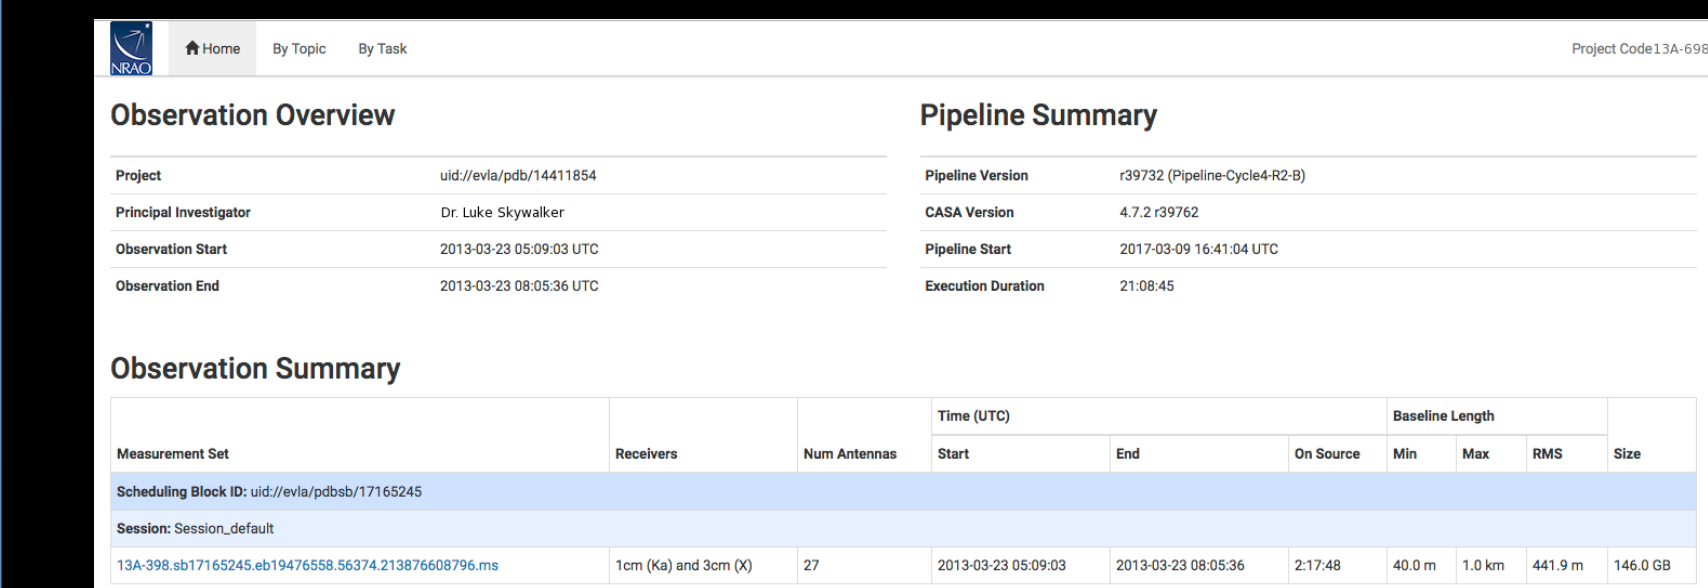 NRAO Home By Topic By Task Project Code13A-698
Observation Overview
Project uid://evla/pdb/14411854
Principal Investigator Dr. Luke Skywalker
Observation Start 2013-03-23 05:09:03 UTC
Observation End 2013-03-23 08:05:36 UTC
Pipeline Summary
Pipeline Version r39732 (Pipeline-Cycle4-R2-B)
CASA Version 4.7.2 r39762
Pipeline Start 2017-03-09 16:41:04 UTC
Execution Duration 21:08:45
Observation Summary
Time (UTC) Baseline Length
Measurement Set Receivers Num Antennas Start End On Source Min Max RMS Size
Scheduling Block ID: uid://evla/pdbsb/17165245
Session: Session_default
13A-398.sb17165245.eb19476558.56374.213876608796.ms 1cm (Ka) and 3cm (X) 27 2013-03-23 05:09:03 2013-03-23 08:05:36 2:17:48 40.0 m 1.0 km 441.9 m 146.0 GB